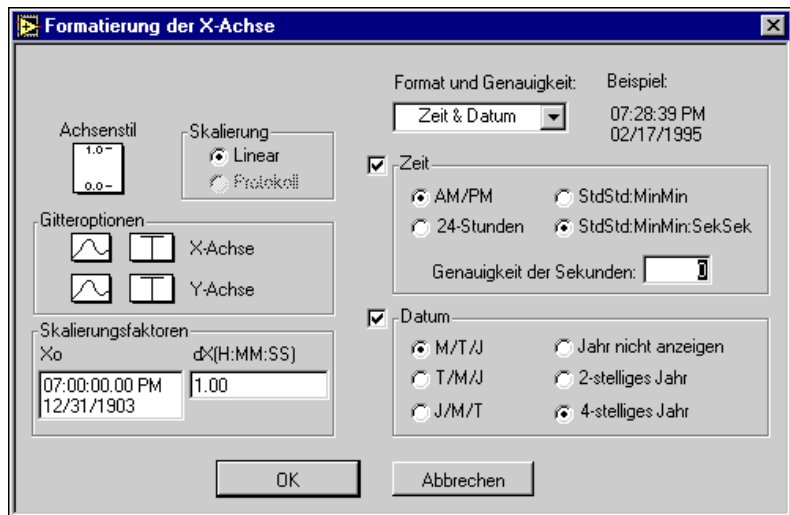 Formatierung der X-Achse
Format und Genauigkeit:
Beispiel:
Zeit & Datum
07:28:39 PM
02/17/1995
Achsenstil
1.0
0.0
Skalierung
Linear
Protokoll
Gitteroptionen
X-Achse
Y-Achse
Skalierungsfaktoren
Xo
dX(H:MM:SS)
07:00:00.00 PM
12/31/1903
1.00
Zeit
AM/PM
StdStd:MinMin
24-Stunden
StdStd:MinMin:SekSek
Genauigkeit der Sekunden:
0
Datum
M/T/J
Jahr nicht anzeigen
T/M/J
2-stelliges Jahr
J/M/T
4-stelliges Jahr
OK
Abbrechen